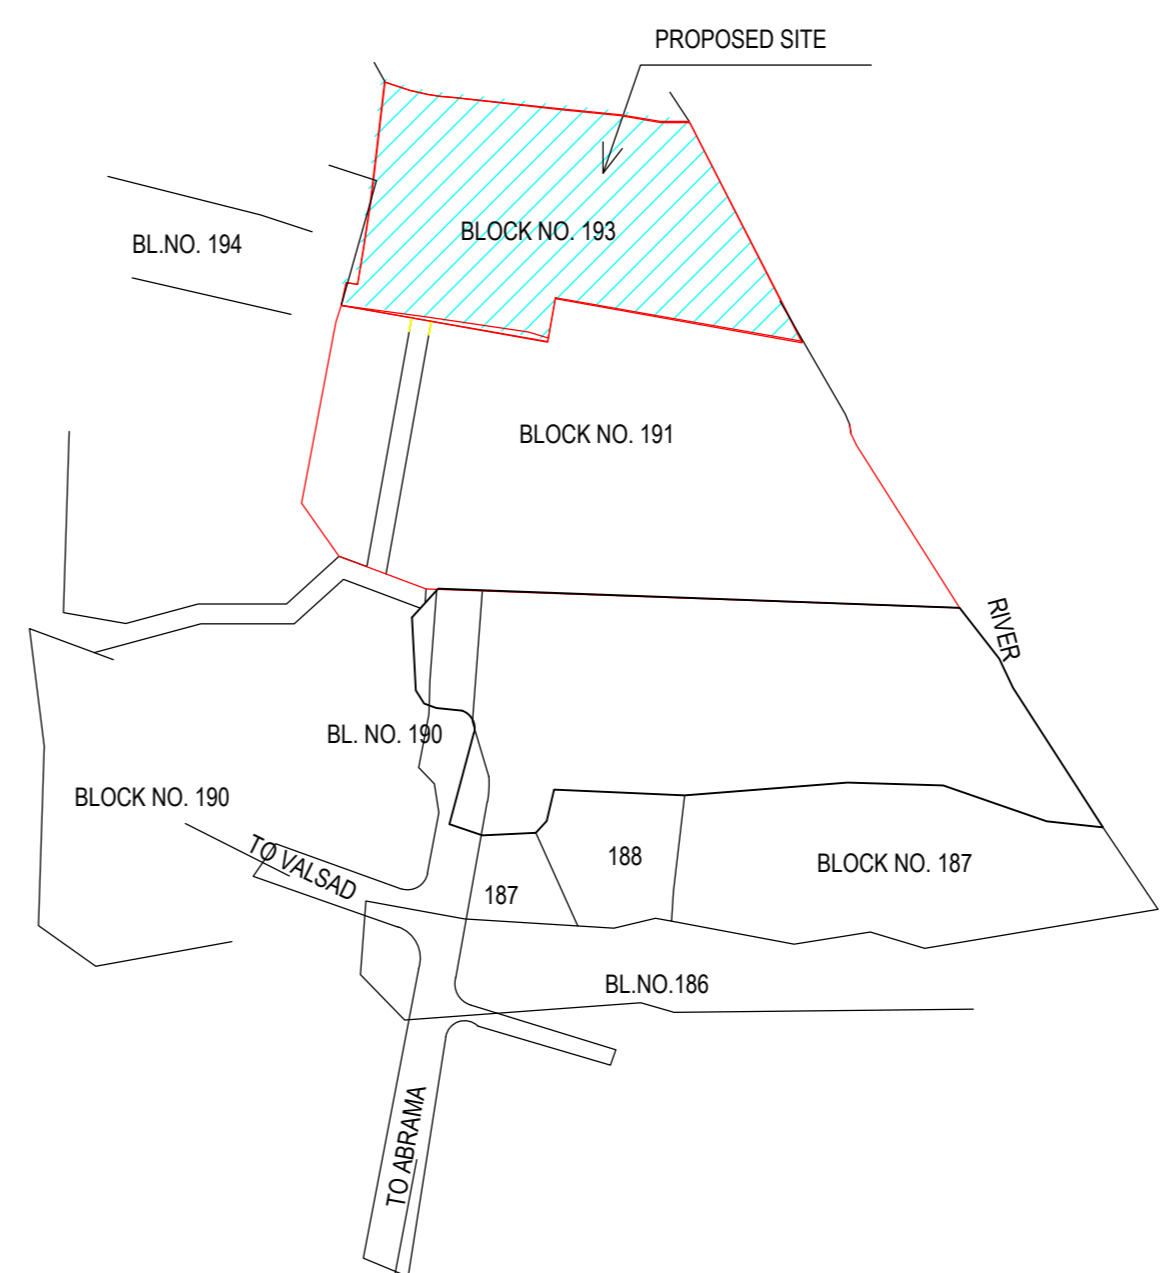 PROPOSED SITE
BLOCK NO. 193
BL.NO. 194
BLOCK NO. 191
RIVER
BL. NO. 190
BLOCK NO. 190
TO VALSAD
188
BLOCK NO. 187
187
BL.NO.186
TO ABRAMA